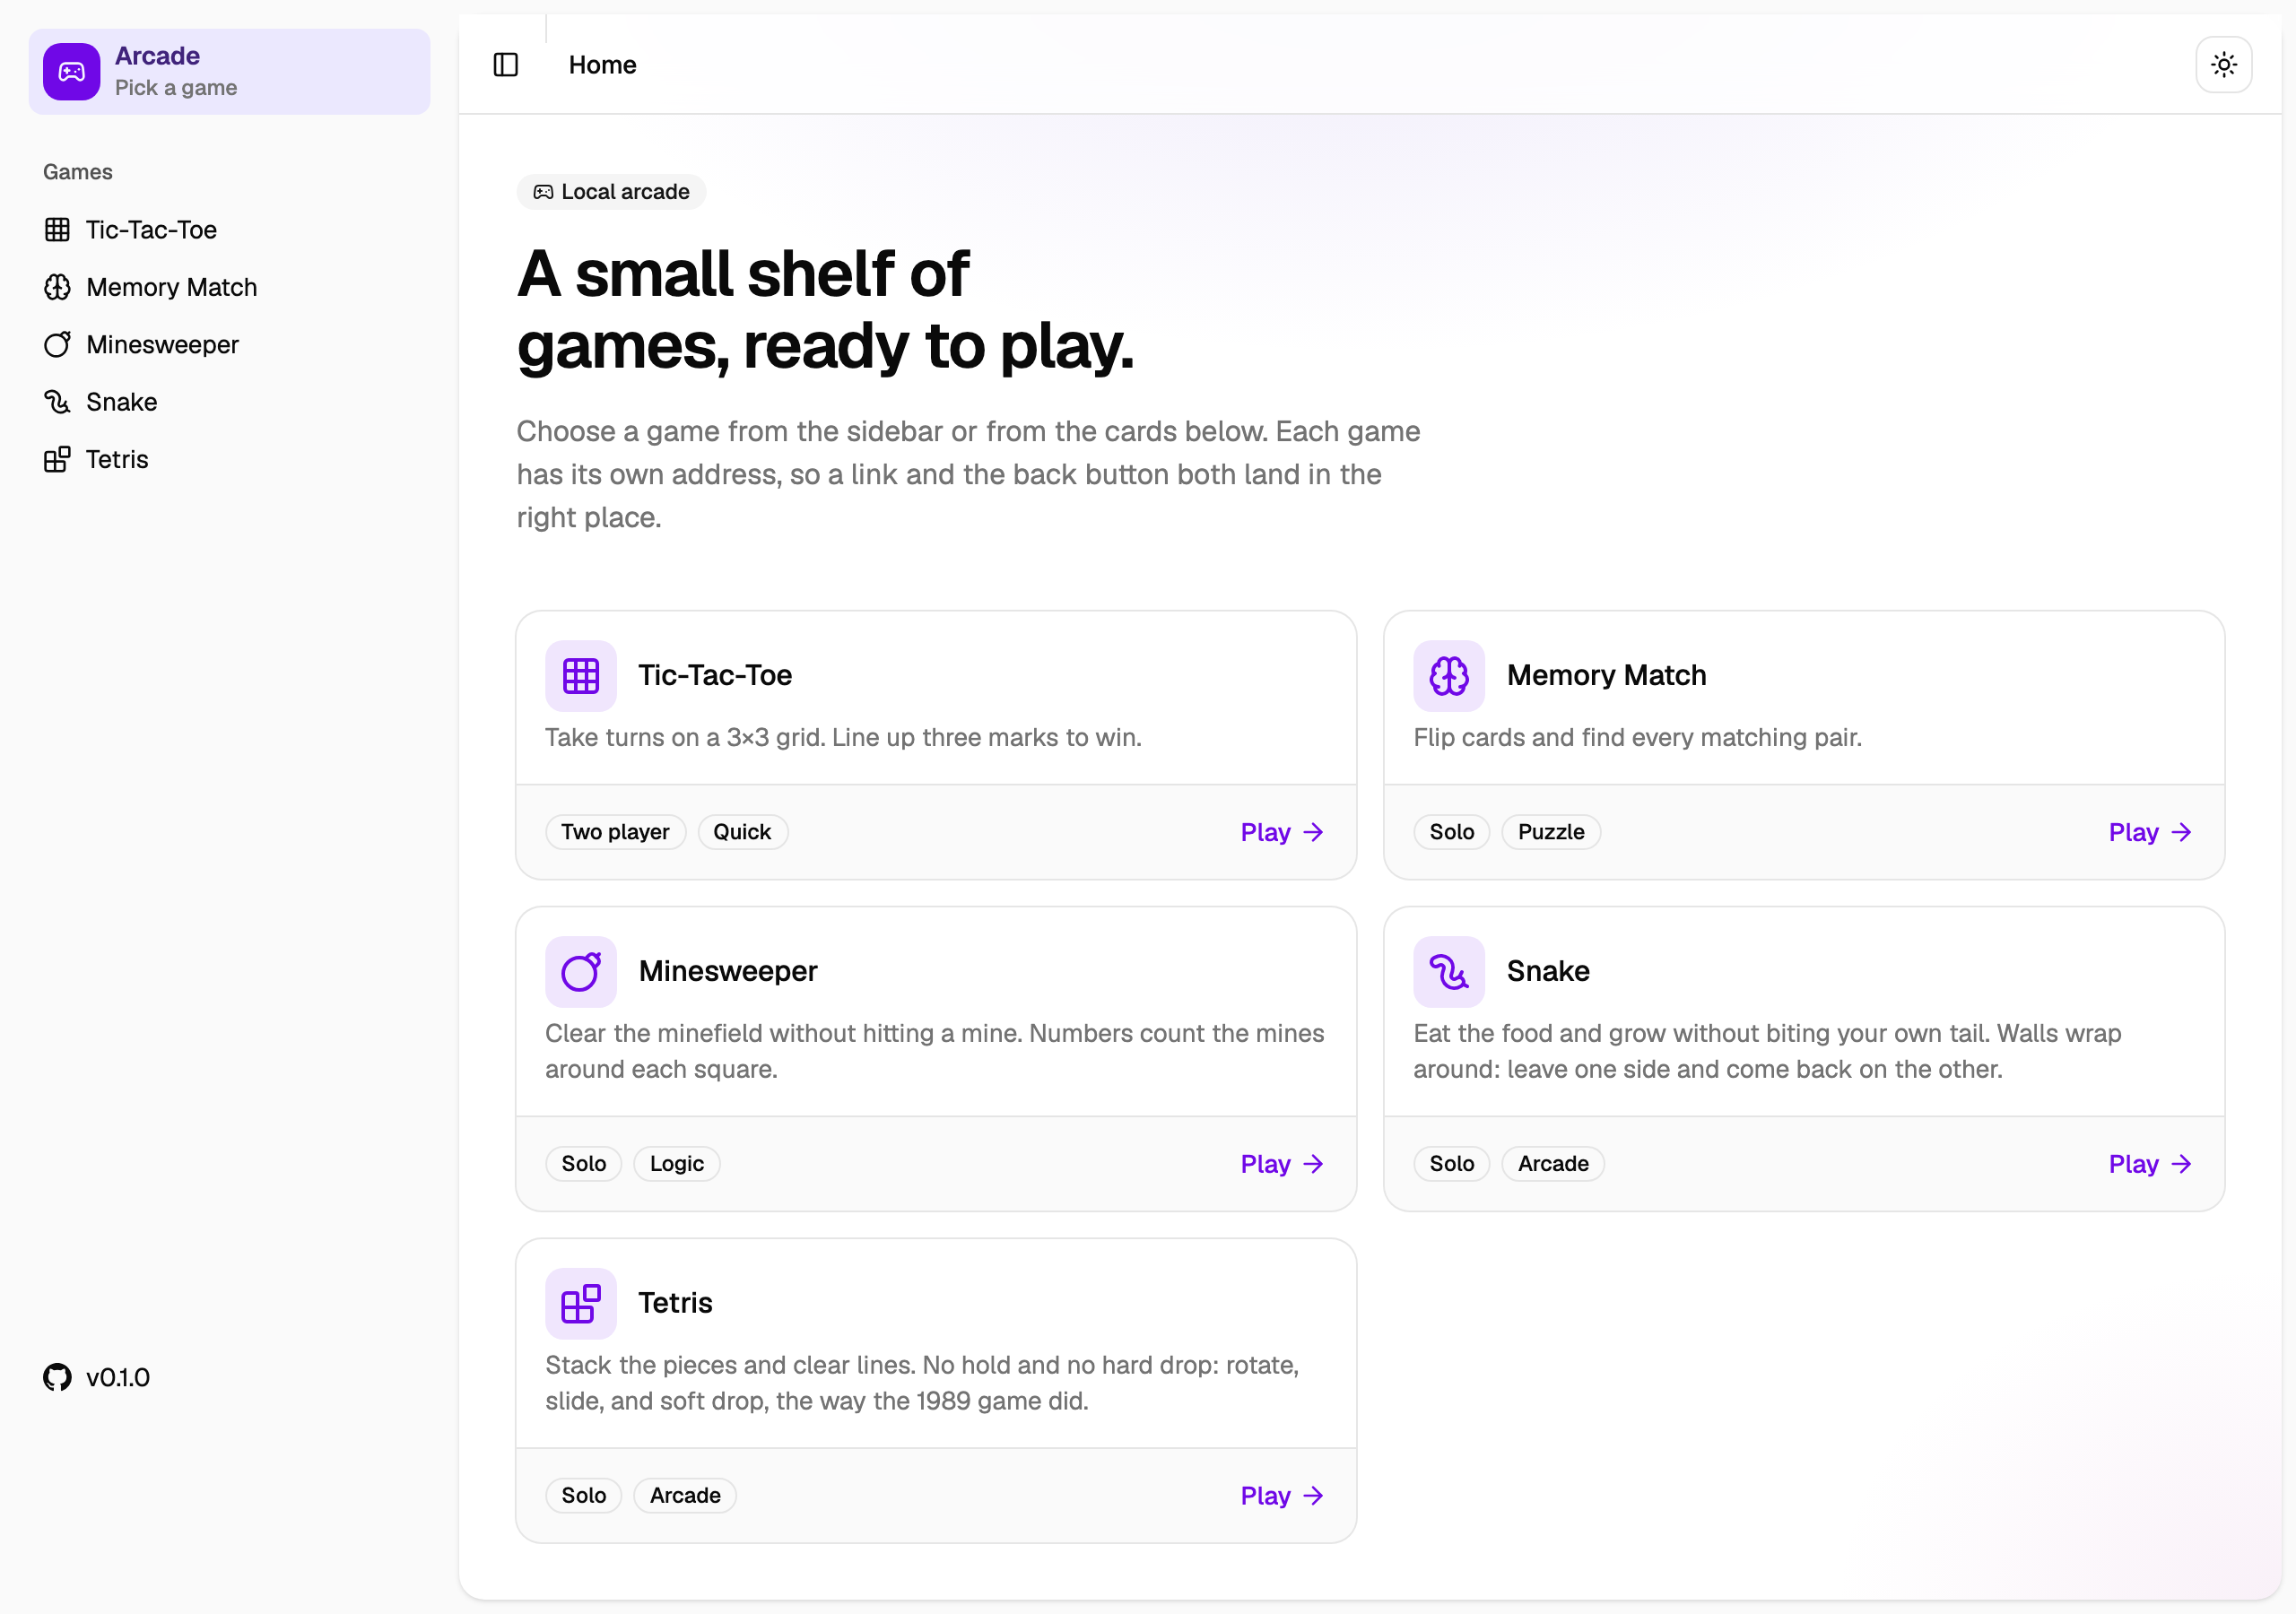 Arcade
Pick a game
Games
Tic-Tac-Toe
Memory Match
Minesweeper
Snake
Tetris
v0.1.0
Home
Local arcade
A small shelf of
games, ready to play.
Choose a game from the sidebar or from the cards below. Each game
has its own address, so a link and the back button both land in the
right place.
Tic-Tac-Toe
Take turns on a 3×3 grid. Line up three marks to win.
Two player Quick Play →
Memory Match
Flip cards and find every matching pair.
Solo Puzzle Play →
Minesweeper
Clear the minefield without hitting a mine. Numbers count the mines
around each square.
Solo Logic Play →
Snake
Eat the food and grow without biting your own tail. Walls wrap
around: leave one side and come back on the other.
Solo Arcade Play →
Tetris
Stack the pieces and clear lines. No hold and no hard drop: rotate,
slide, and soft drop, the way the 1989 game did.
Solo Arcade Play →